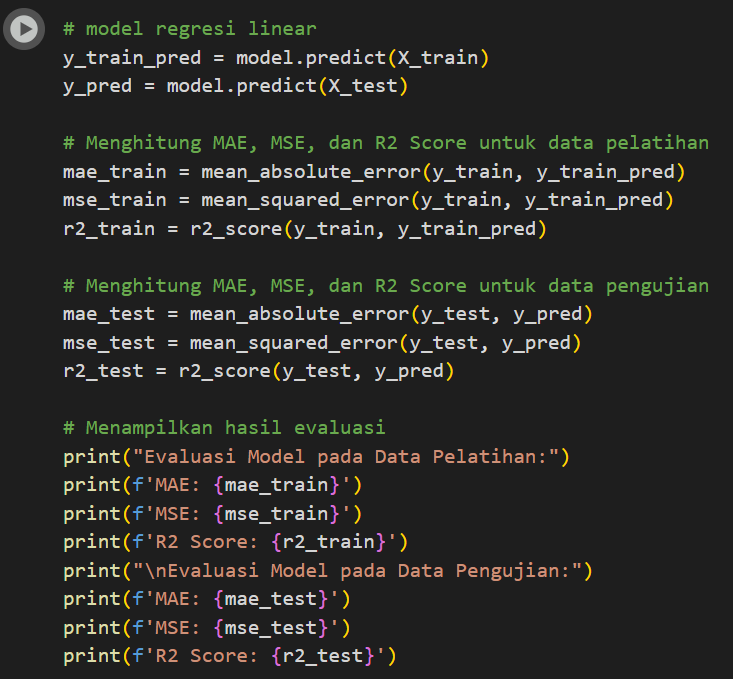 # model regresi linear
y_train_pred = model.predict(X_train)
y_pred = model.predict(X_test)
# Menghitung MAE, MSE, dan R2 Score untuk data pelatihan
mae_train = mean_absolute_error(y_train, y_train_pred)
mse_train = mean_squared_error(y_train, y_train_pred)
r2_train = r2_score(y_train, y_train_pred)
# Menghitung MAE, MSE, dan R2 Score untuk data pengujian
mae_test = mean_absolute_error(y_test, y_pred)
mse_test = mean_squared_error(y_test, y_pred)
r2_test = r2_score(y_test, y_pred)
# Menampilkan hasil evaluasi
print("Evaluasi Model pada Data Pelatihan:")
print(f'MAE: {mae_train}')
print(f'MSE: {mse_train}')
print(f'R2 Score: {r2_train}')
print("\nEvaluasi Model pada Data Pengujian:")
print(f'MAE: {mae_test}')
print(f'MSE: {mse_test}')
print(f'R2 Score: {r2_test}')